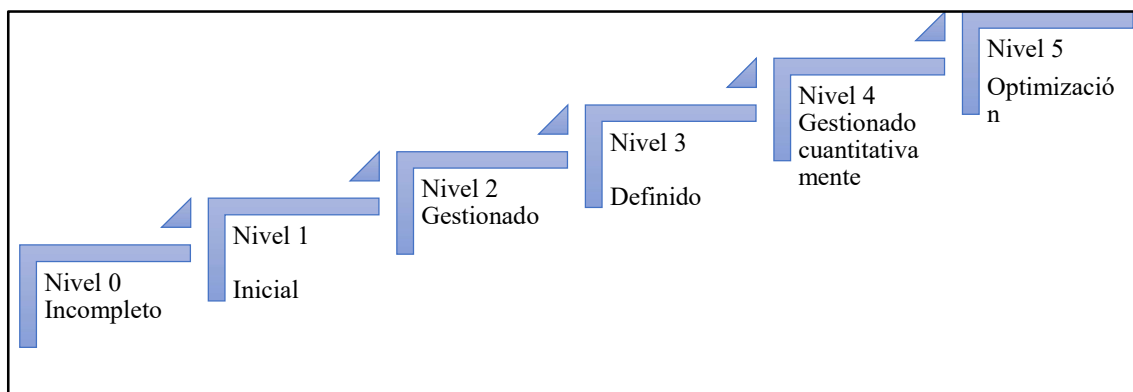 Nivel 0
Incompleto
Nivel 1
Inicial
Nivel 2
Gestionado
Nivel 3
Definido
Nivel 4
Gestionado
cuantitativa
mente
Nivel 5
Optimizació
n